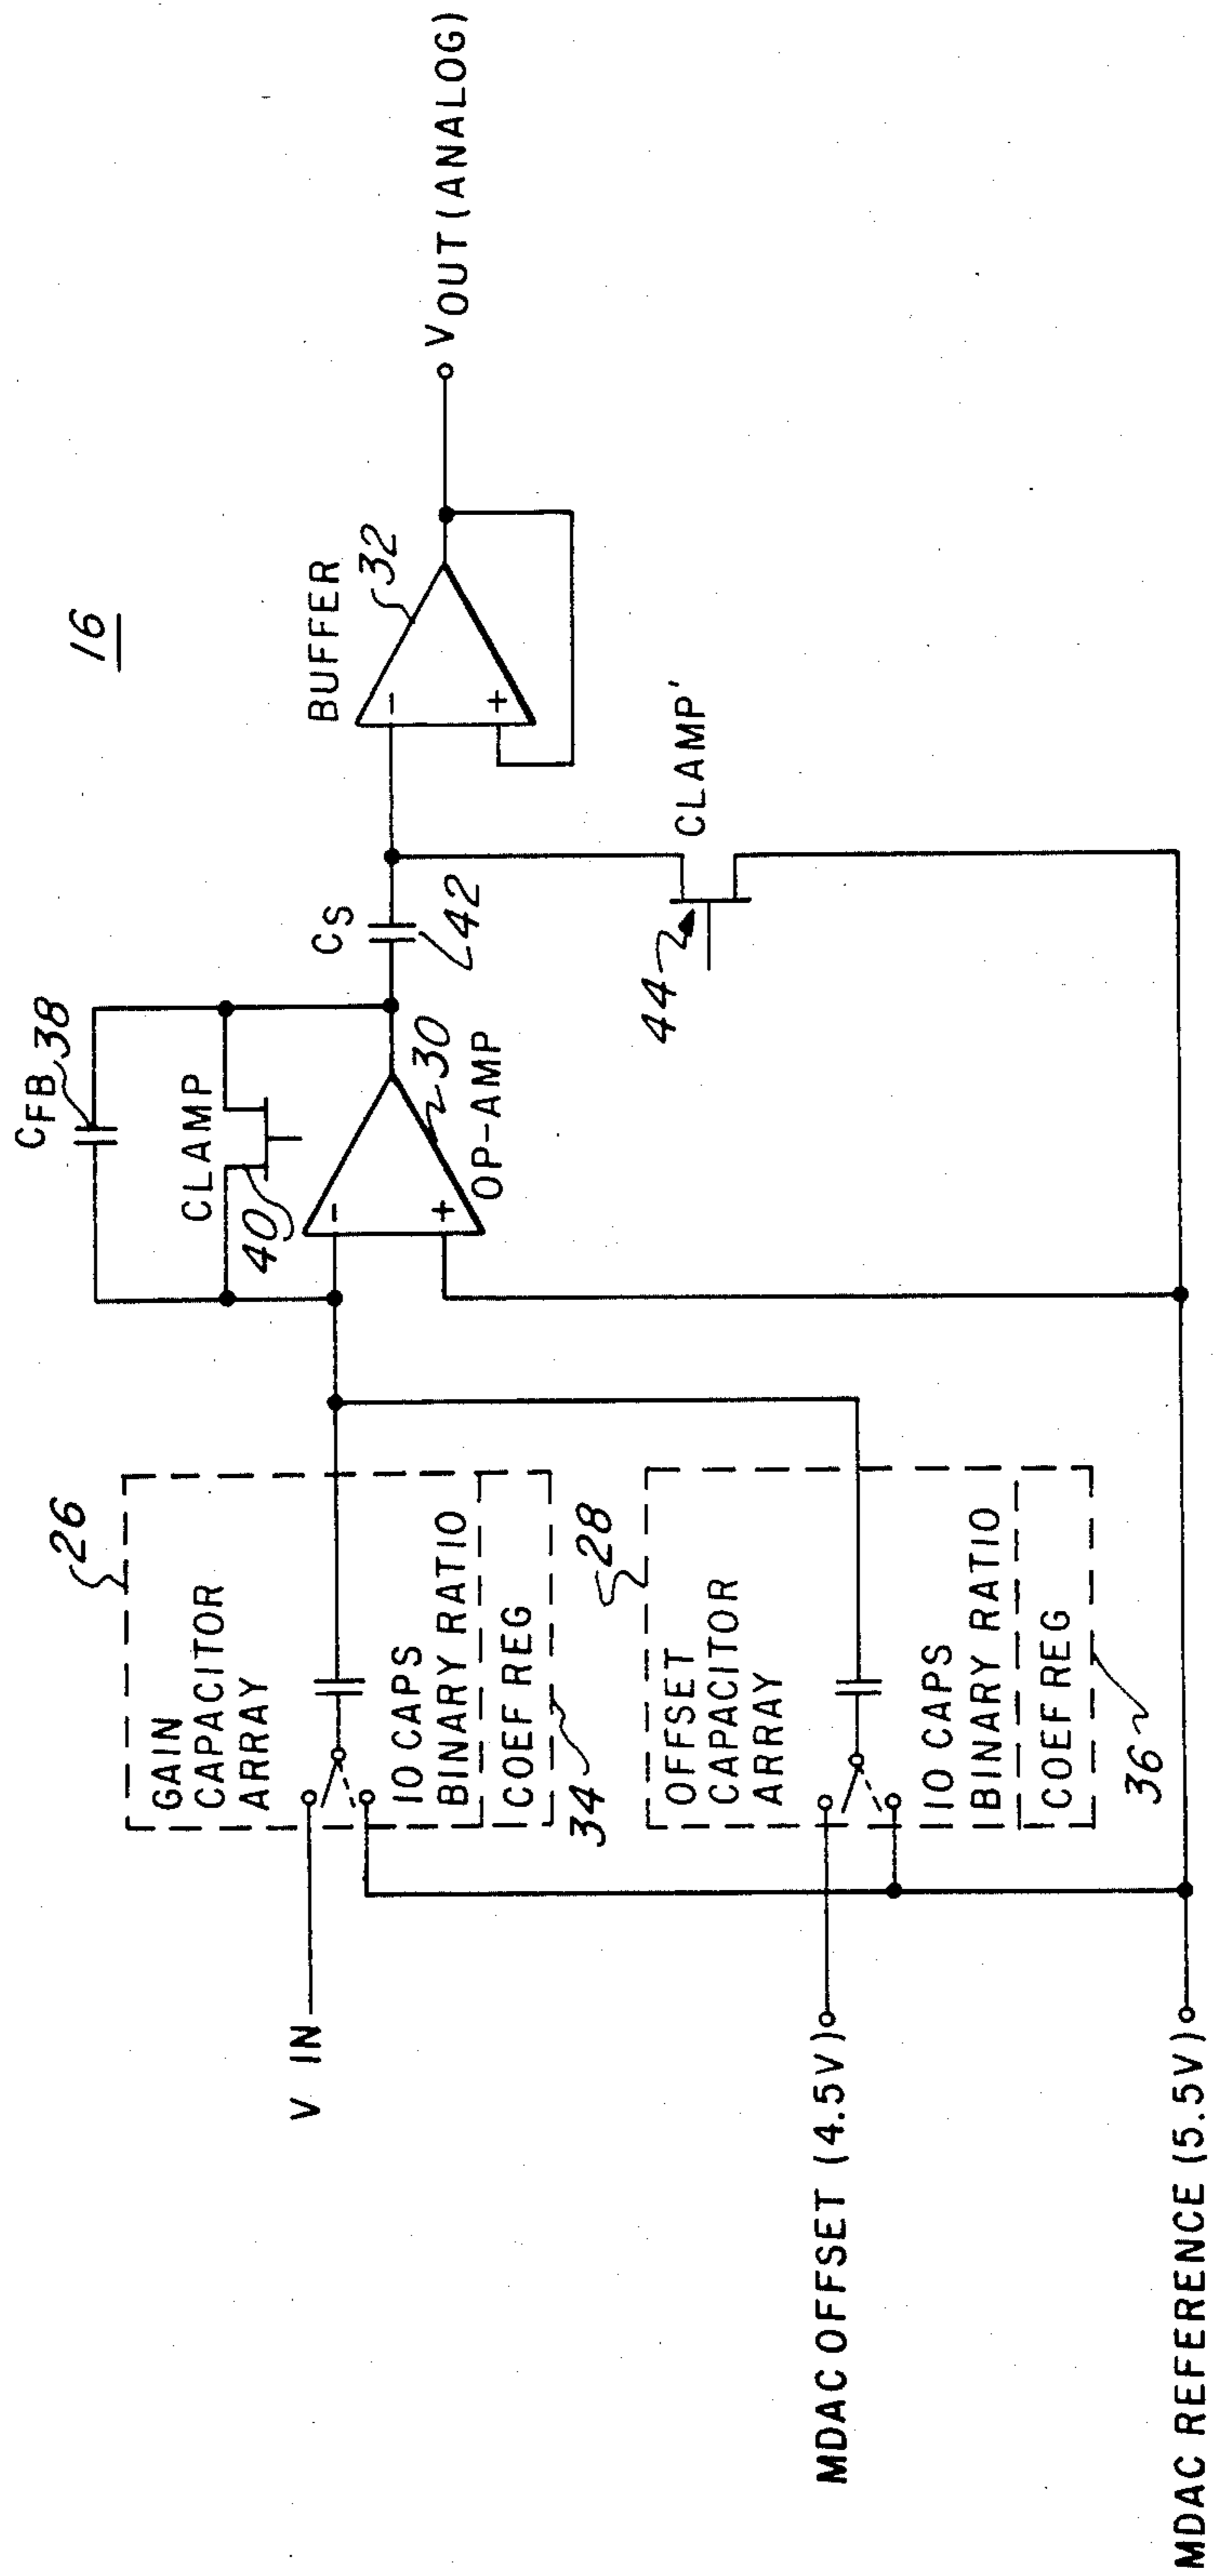 16
V IN
MDAC OFFSET (4.5V)
MDAC REFERENCE (5.5V)
26
GAIN
CAPACITOR
ARRAY
10 CAPS
BINARY RATIO
COEF REG
34
28
OFFSET
CAPACITOR
ARRAY
10 CAPS
BINARY RATIO
COEF REG
36
CFB 38
CLAMP
40
−
+
30
OP-AMP
CS
42
44
CLAMP'
BUFFER
32
−
+
VOUT (ANALOG)